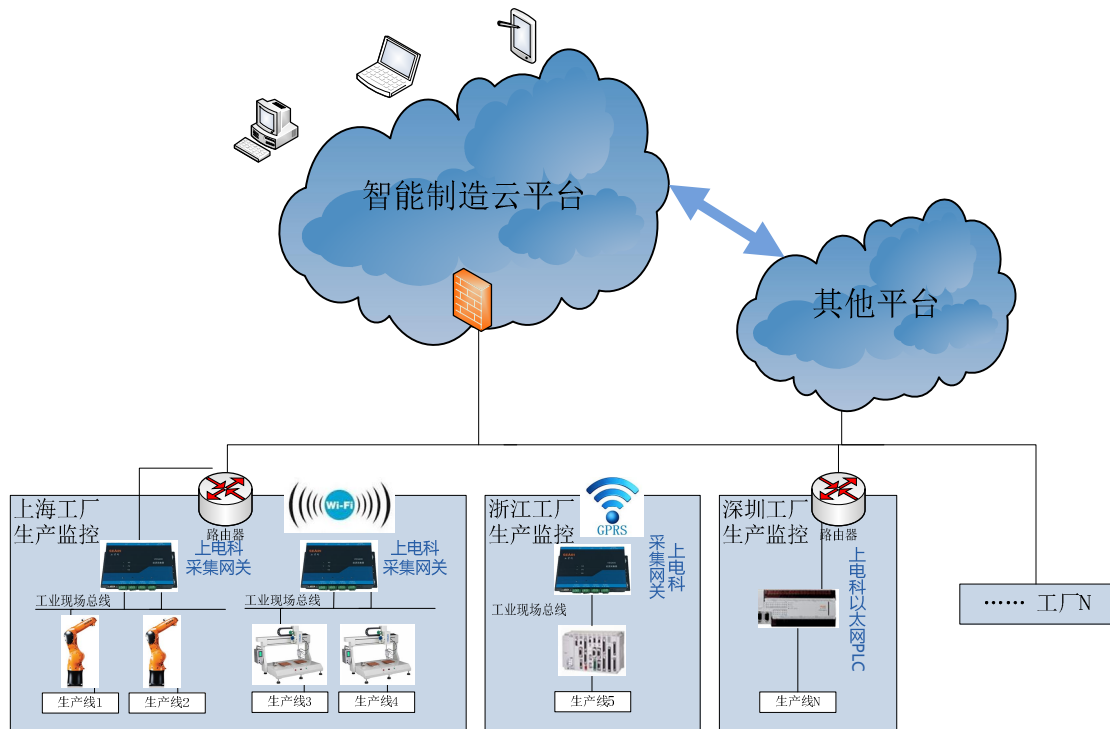 智能制造云平台
其他平台
上海工厂
生产监控
路由器
Wi-Fi
上电科
采集网关
上电科
采集网关
工业现场总线
工业现场总线
生产线1
生产线2
生产线3
生产线4
浙江工厂
生产监控
GPRS
上电科
采集网关
工业现场总线
生产线5
深圳工厂
生产监控
路由器
上电科以太网PLC
生产线N
…… 工厂N